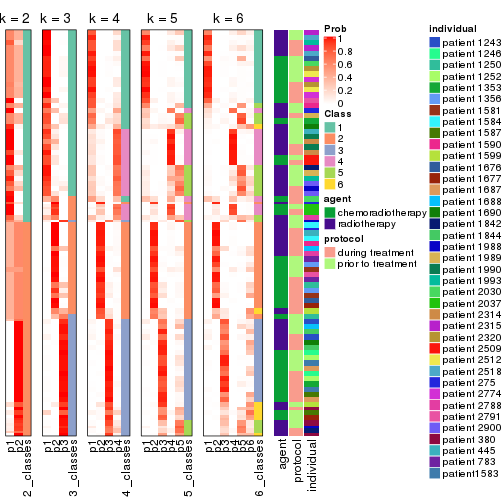 k = 2 k = 3 k = 4 k = 5 k = 6
p1
p2
2_classes
p1
p2
p3
3_classes
p1
p2
p3
p4
4_classes
p1
p2
p3
p4
p5
5_classes
p1
p2
p3
p4
p5
p6
6_classes
agent
protocol
individual
Prob
1
0.8
0.6
0.4
0.2
0
Class
1
2
3
4
5
6
agent
chemoradiotherapy
radiotherapy
protocol
during treatment
prior to treatment
individual
patient 1243
patient 1246
patient 1250
patient 1252
patient 1353
patient 1356
patient 1581
patient 1584
patient 1587
patient 1590
patient 1599
patient 1676
patient 1677
patient 1687
patient 1688
patient 1690
patient 1842
patient 1844
patient 1988
patient 1989
patient 1990
patient 1993
patient 2030
patient 2037
patient 2314
patient 2315
patient 2320
patient 2509
patient 2512
patient 2518
patient 275
patient 2774
patient 2788
patient 2791
patient 2900
patient 380
patient 445
patient 783
patient1583